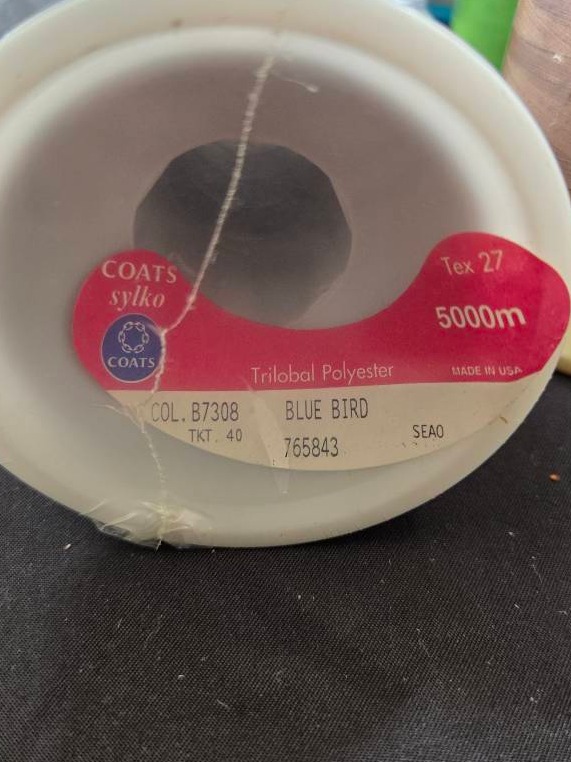 COATS
sylko
COATS
Tex 27
5000m
Trilobal Polyester
MADE IN USA
COL. B7308 BLUE BIRD
TKT. 40
765843
SEAO